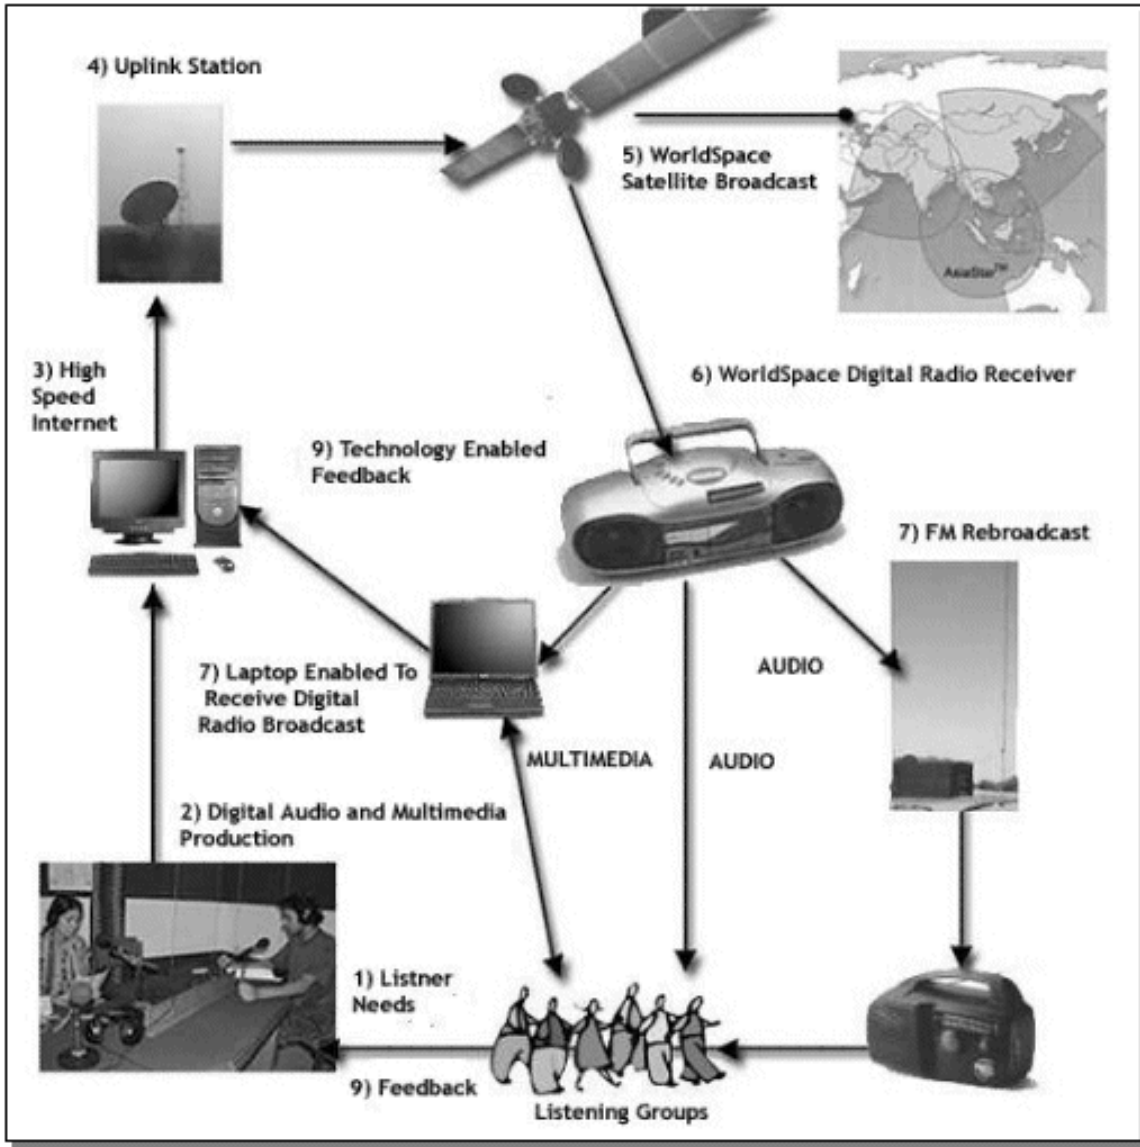 4) Uplink Station
5) WorldSpace
Satellite Broadcast
AsiaStar™
3) High
Speed
Internet
6) WorldSpace Digital Radio Receiver
9) Technology Enabled
Feedback
7) FM Rebroadcast
7) Laptop Enabled To
Receive Digital
Radio Broadcast
AUDIO
MULTIMEDIA
AUDIO
2) Digital Audio and Multimedia
Production
1) Listner
Needs
9) Feedback
Listening Groups